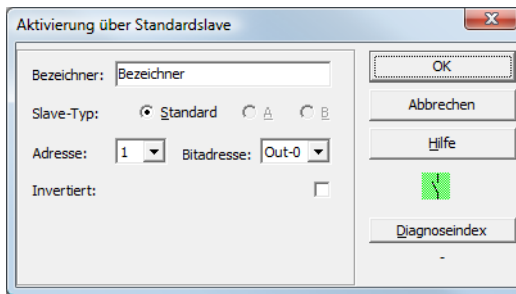 Aktivierung über Standardslave
Bezeichner: Bezeichner
Slave-Typ: Standard A B
Adresse: 1 Bitadresse: Out-0
Invertiert:
OK
Abbrechen
Hilfe
Diagnoseindex
-